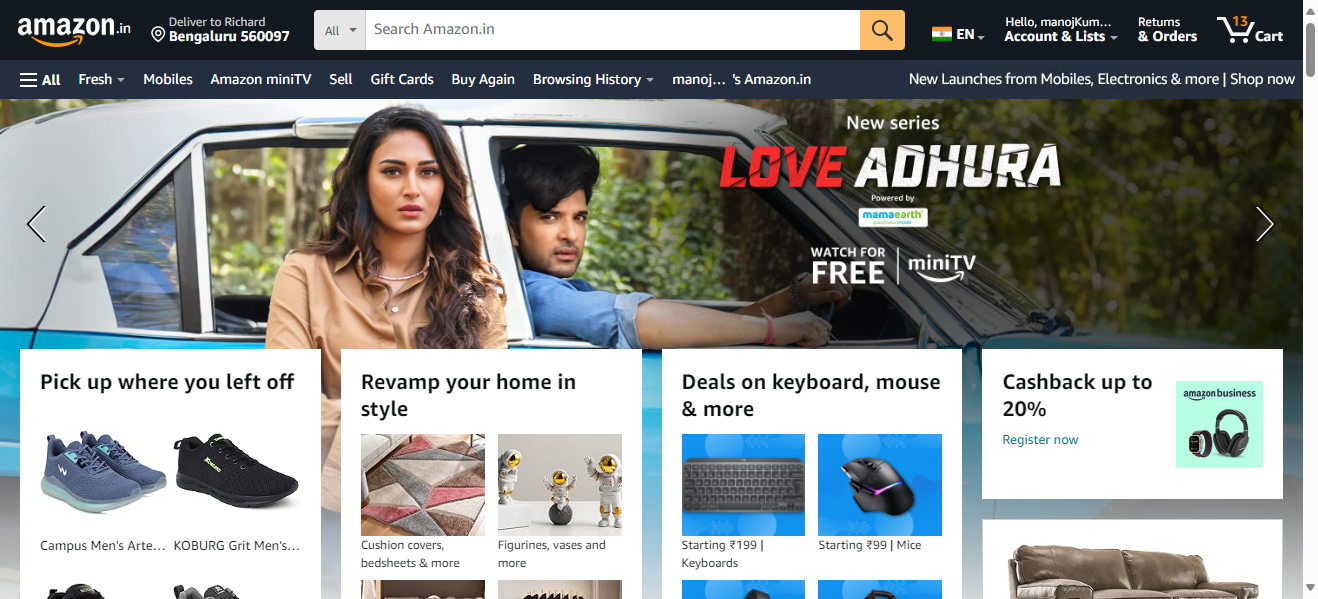 amazon.in
Deliver to Richard
Bengaluru 560097
All
Search Amazon.in
EN
Hello, manojKum...
Account & Lists
Returns
& Orders
13
Cart
All
Fresh
Mobiles
Amazon miniTV
Sell
Gift Cards
Buy Again
Browsing History
manoj... 's Amazon.in
New Launches from Mobiles, Electronics & more | Shop now
New series
LOVE ADHURA
Powered by
mamaearth
goodness inside
WATCH FOR
FREE
miniTV
Pick up where you left off
Campus Men's Arte...
KOBURG Grit Men's...
Revamp your home in
style
Cushion covers,
bedsheets & more
Figurines, vases and
more
Deals on keyboard, mouse
& more
Starting ₹199 |
Keyboards
Starting ₹99 | Mice
Cashback up to
20%
Register now
amazon business